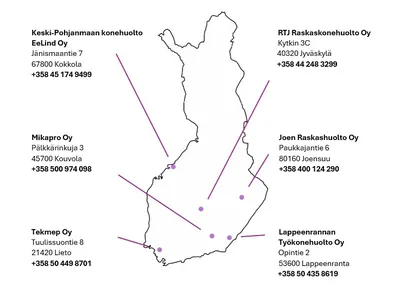 Keski-Pohjanmaan konehuolto
EeLind Oy
Jänismaantie 7
67800 Kokkola
+358 45 174 9499
RTJ Raskaskonehuolto Oy
Kytkin 3C
40320 Jyväskylä
+358 44 248 3299
Mikapro Oy
Pälkkärinkuja 3
45700 Kouvola
+358 500 974 098
Joen Raskashuolto Oy
Paukkajantie 6
80160 Joensuu
+358 400 124 290
Tekmep Oy
Tuulissuontie 8
21420 Lieto
+358 50 449 8701
Lappeenrannan
Työkonehuolto Oy
Opintie 2
53600 Lappeenranta
+358 50 435 8619